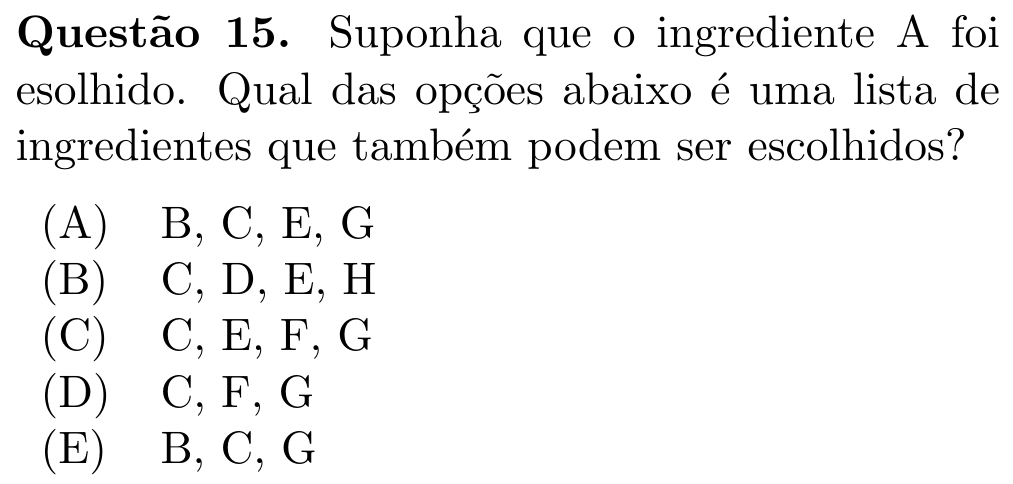 Questão 15. Suponha que o ingrediente A foi
esolhido. Qual das opções abaixo é uma lista de
ingredientes que também podem ser escolhidos?
(A) B, C, E, G
(B) C, D, E, H
(C) C, E, F, G
(D) C, F, G
(E) B, C, G